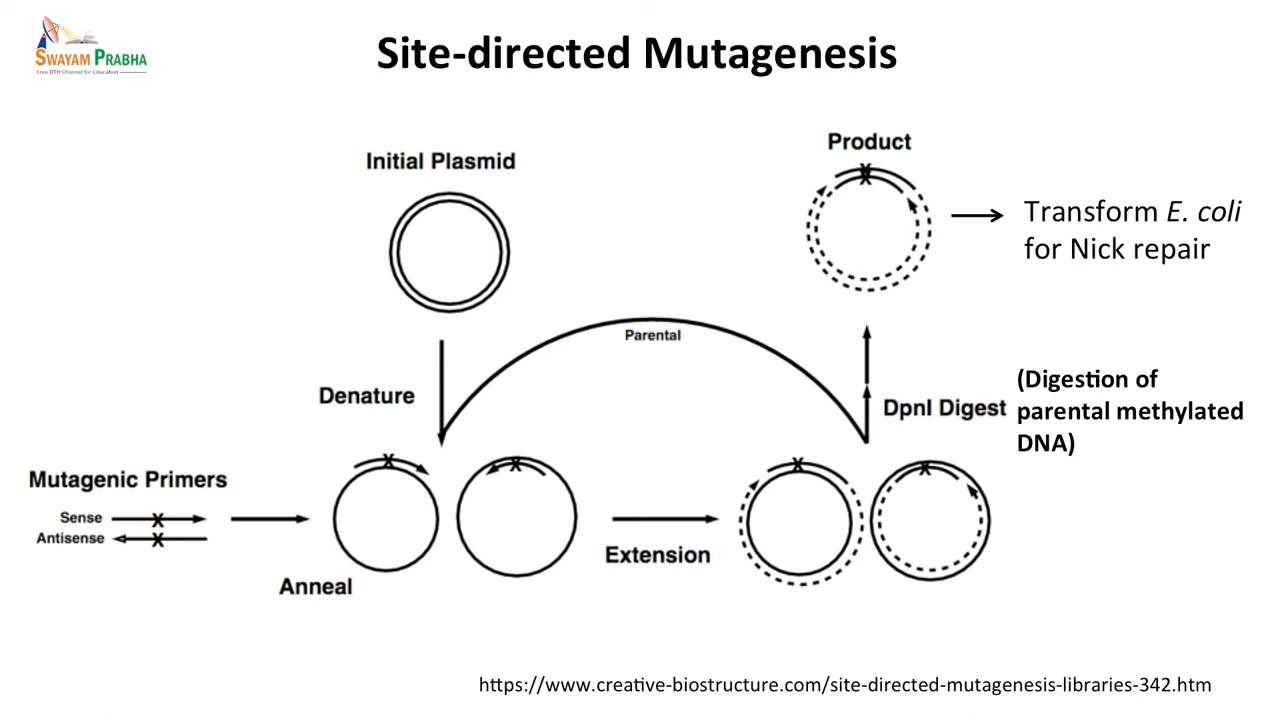 SWAYAM PRABHA
Free DTH Channel for Education
Site-directed Mutagenesis
Initial Plasmid
Product
Transform E. coli
for Nick repair
Parental
Denature
DpnI Digest
(Digestion of
parental methylated
DNA)
Mutagenic Primers
Sense
Antisense
X
X
X
X
X
X
X
X
Anneal
Extension
https://www.creative-biostructure.com/site-directed-mutagenesis-libraries-342.htm